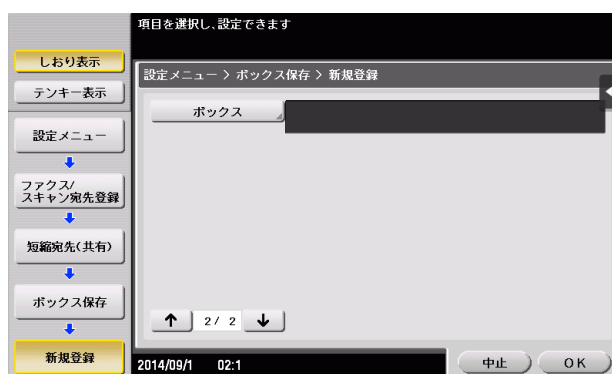 項目を選択し、設定できます
しおり表示
テンキー表示
設定メニュー
ファクス/
スキャン宛先登録
短縮宛先(共有)
ボックス保存
新規登録
設定メニュー > ボックス保存 > 新規登録
ボックス
↑ 2/ 2 ↓
2014/09/1 02:1
中止 OK